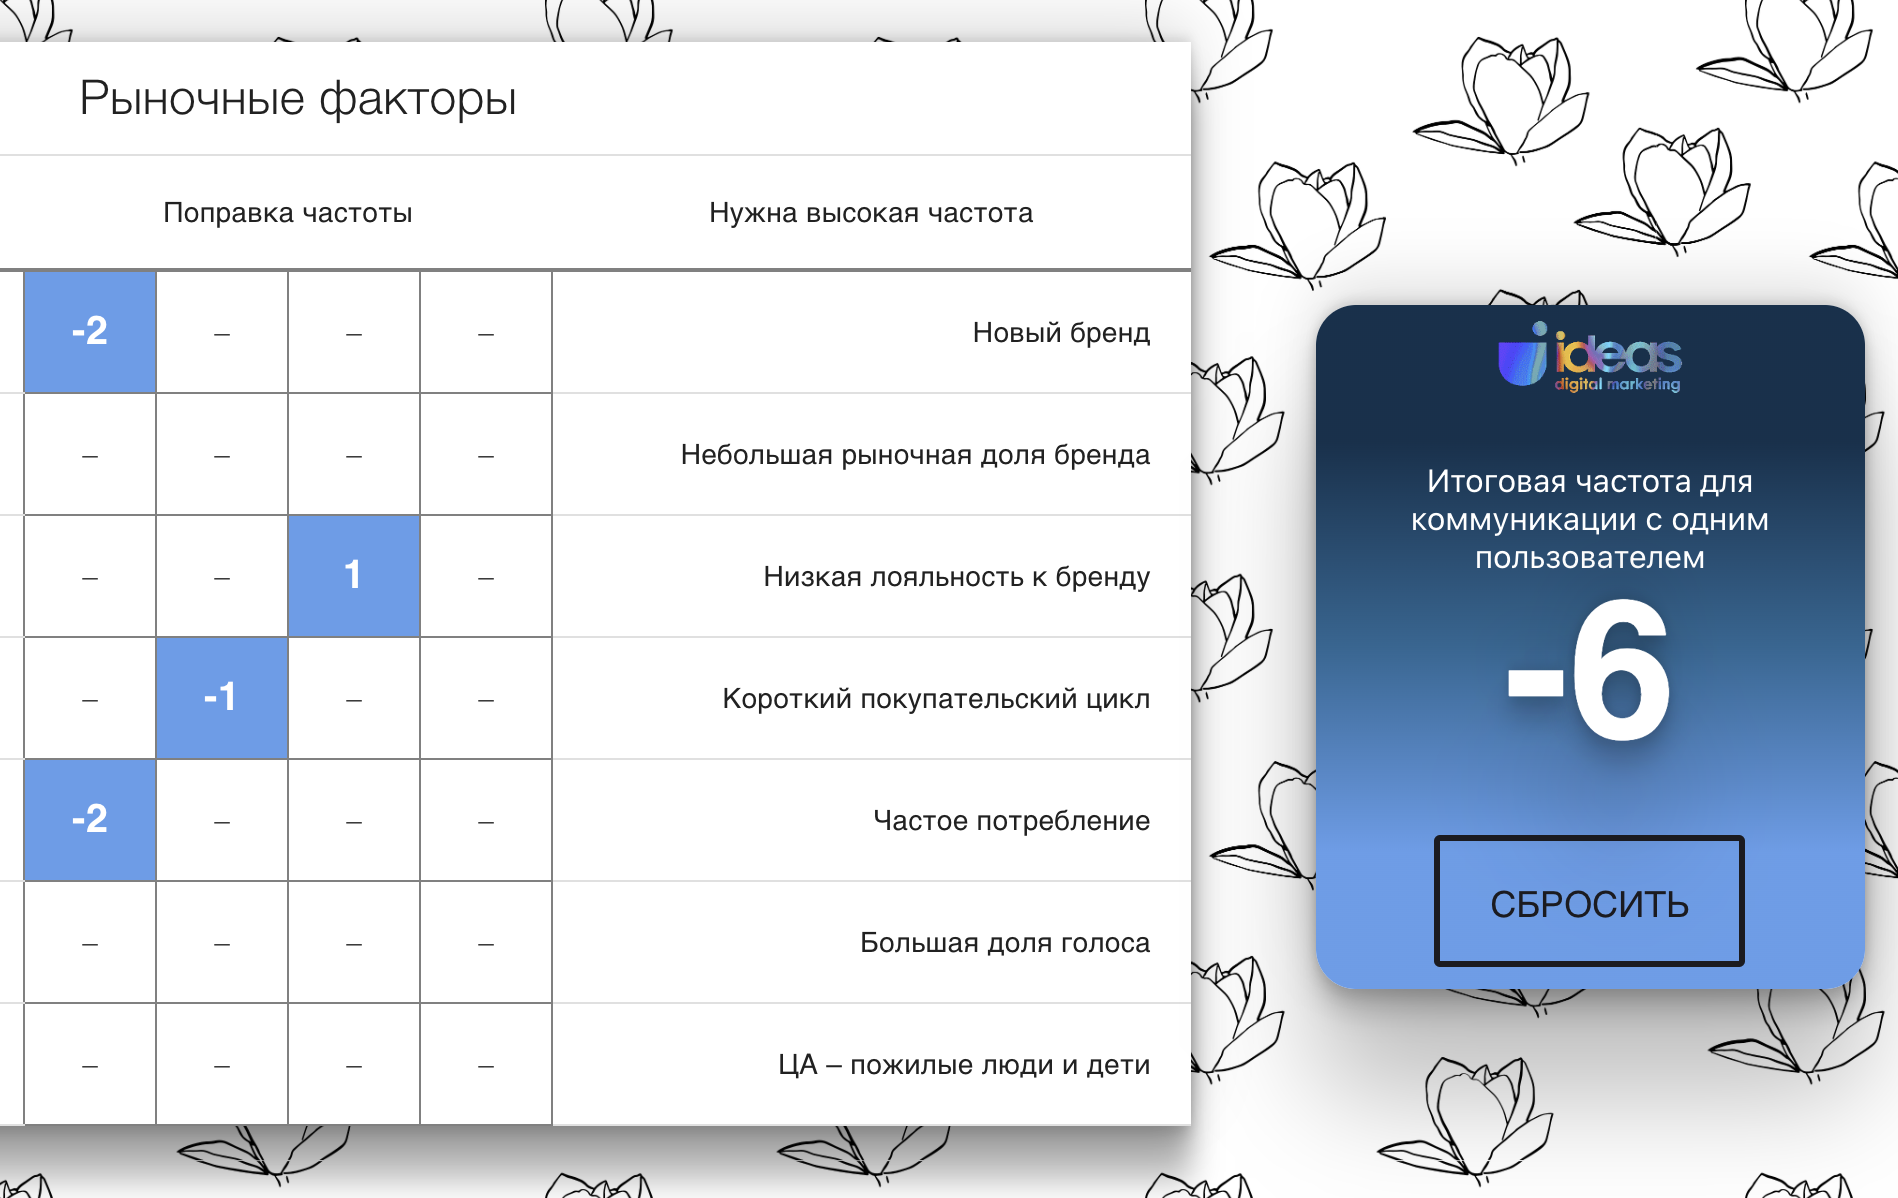 Рыночные факторы
Поправка частоты Нужна высокая частота
-2 – – – Новый бренд
– – – – Небольшая рыночная доля бренда
– – 1 – Низкая лояльность к бренду
– -1 – – Короткий покупательский цикл
-2 – – – Частое потребление
– – – – Большая доля голоса
– – – – ЦА – пожилые люди и дети
ideas
digital marketing
Итоговая частота для
коммуникации с одним
пользователем
-6
СБРОСИТЬ